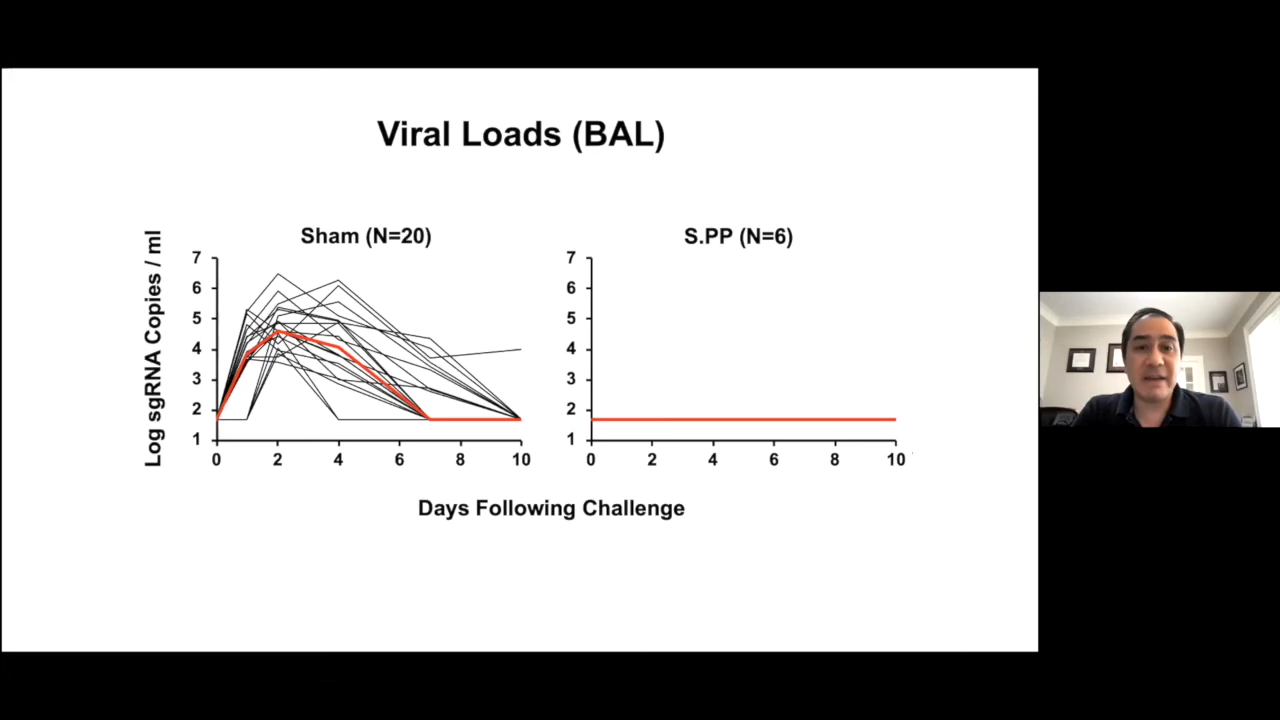 Viral Loads (BAL)
Sham (N=20)
S.PP (N=6)
Log sgRNA Copies / ml
7
6
5
4
3
2
1
0 2 4 6 8 10
7
6
5
4
3
2
1
0 2 4 6 8 10
Days Following Challenge